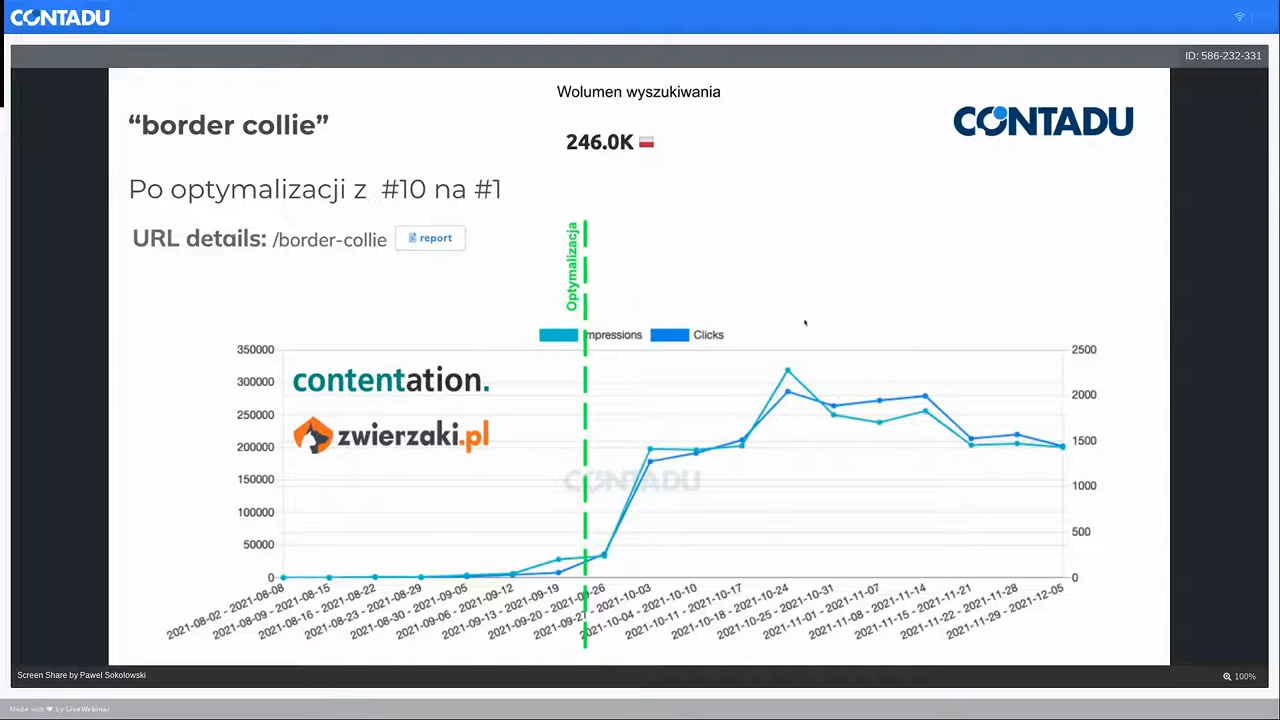 CONTADU
ID: 586-232-331
Wolumen wyszukiwania
“border collie”
246.0K
CONTADU
Po optymalizacji z #10 na #1
URL details: /border-collie report
Optymalizacja
Impressions Clicks
350000 2500
300000 2000
250000
200000 1500
150000 1000
100000
50000 500
0 0
contentation.
zwierzaki.pl
CONTADU
2021-08-02 - 2021-08-08
2021-08-09 - 2021-08-15
2021-08-16 - 2021-08-22
2021-08-23 - 2021-08-29
2021-08-30 - 2021-09-05
2021-09-06 - 2021-09-12
2021-09-13 - 2021-09-19
2021-09-20 - 2021-09-26
2021-09-27 - 2021-10-03
2021-10-04 - 2021-10-10
2021-10-11 - 2021-10-17
2021-10-18 - 2021-10-24
2021-10-25 - 2021-10-31
2021-11-01 - 2021-11-07
2021-11-08 - 2021-11-14
2021-11-15 - 2021-11-21
2021-11-22 - 2021-11-28
2021-11-29 - 2021-12-05
Screen Share by Pawel Sokolowski
100%
Made with ♥ by LiveWebinar